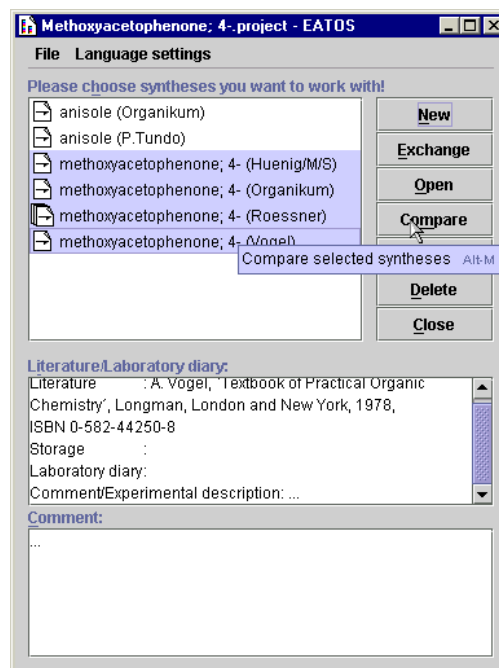 Methoxyacetophenone; 4-.project - EATOS
File Language settings
Please choose syntheses you want to work with!
anisole (Organikum)
anisole (P.Tundo)
methoxyacetophenone; 4- (Huenig/M/S)
methoxyacetophenone; 4- (Organikum)
methoxyacetophenone; 4- (Roessner)
methoxyacetophenone; 4- (Vogel)
New
Exchange
Open
Compare
Compare selected syntheses Alt-M
Delete
Close
Literature/Laboratory diary:
Literature : A. Vogel, ´Textbook of Practical Organic
Chemistry´, Longman, London and New York, 1978,
ISBN 0-582-44250-8
Storage :
Laboratory diary:
Comment/Experimental description: ...
Comment:
...